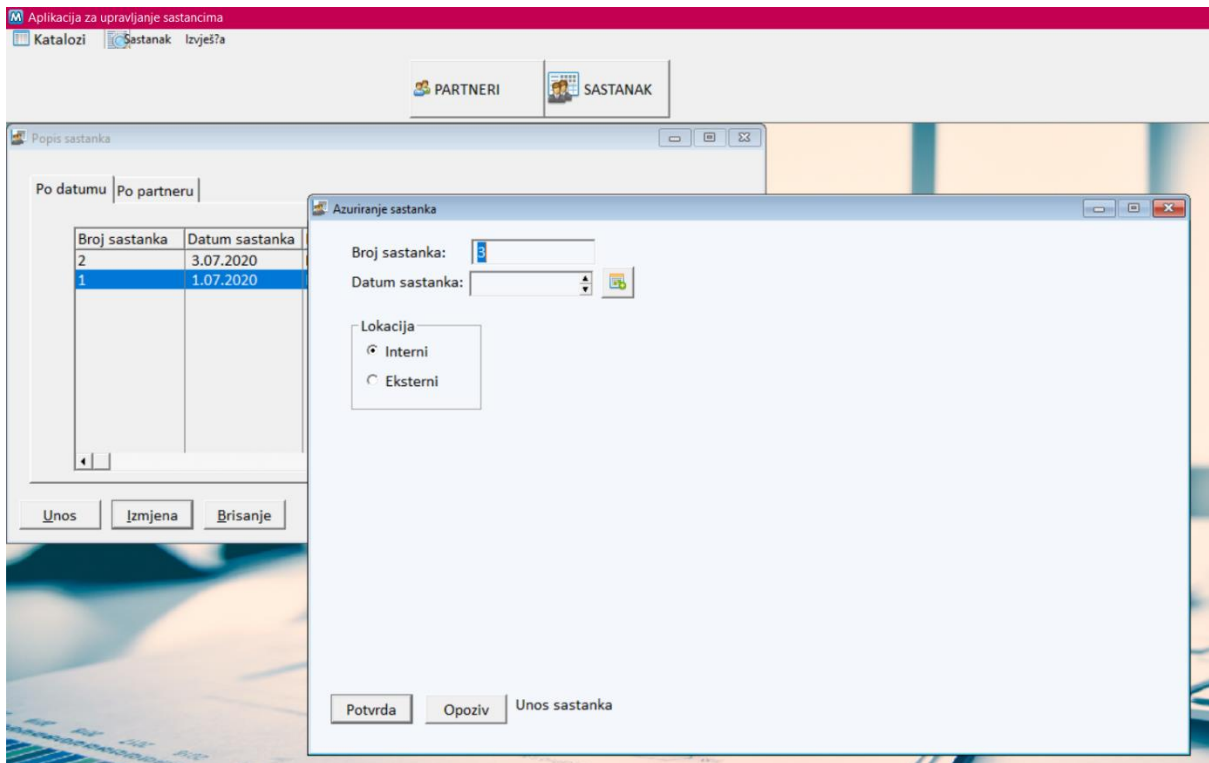 Aplikacija za upravljanje sastancima
Katalozi Sastanak Izvješ?a
PARTNERI SASTANAK
Popis sastanka
Po datumu Po partneru
Broj sastanka Datum sastanka
2 3.07.2020
1 1.07.2020
Unos Izmjena Brisanje
Azuriranje sastanka
Broj sastanka: 3
Datum sastanka:
Lokacija
Interni
Eksterni
Potvrda Opoziv Unos sastanka